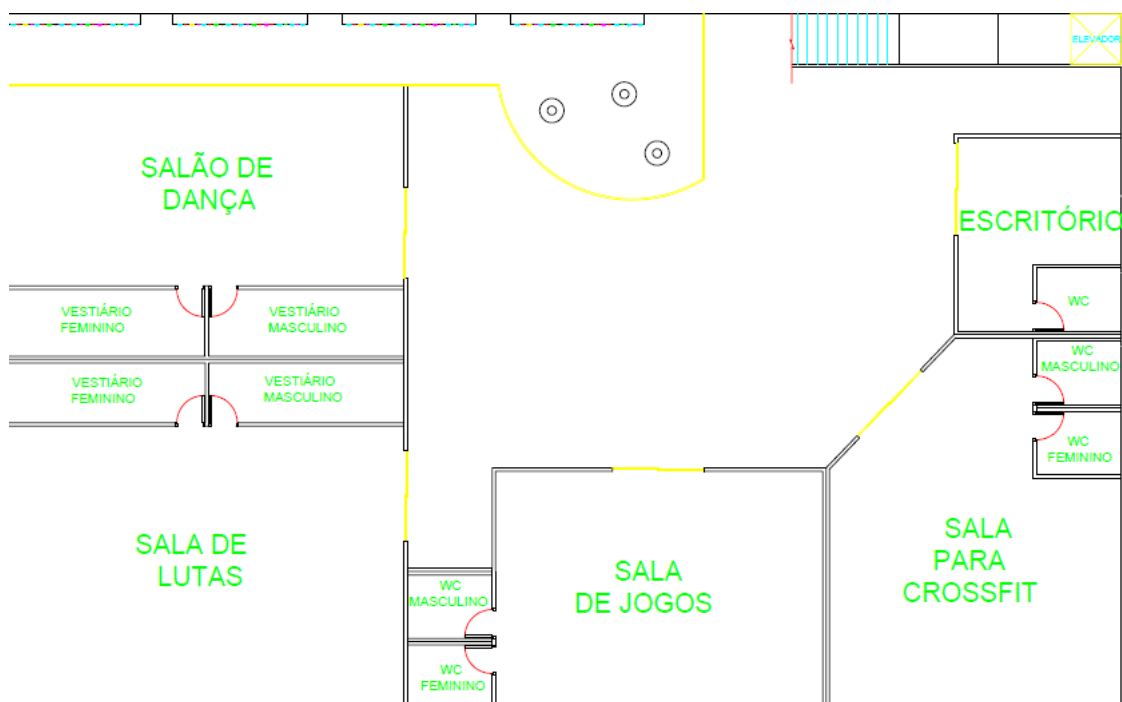 ELEVADOR
SALÃO DE
DANÇA
ESCRITÓRIO
VESTIÁRIO
FEMININO
VESTIÁRIO
MASCULINO
WC
VESTIÁRIO
FEMININO
VESTIÁRIO
MASCULINO
WC
MASCULINO
WC
FEMININO
SALA DE
LUTAS
SALA
DE JOGOS
SALA
PARA
CROSSFIT
WC
MASCULINO
WC
FEMININO